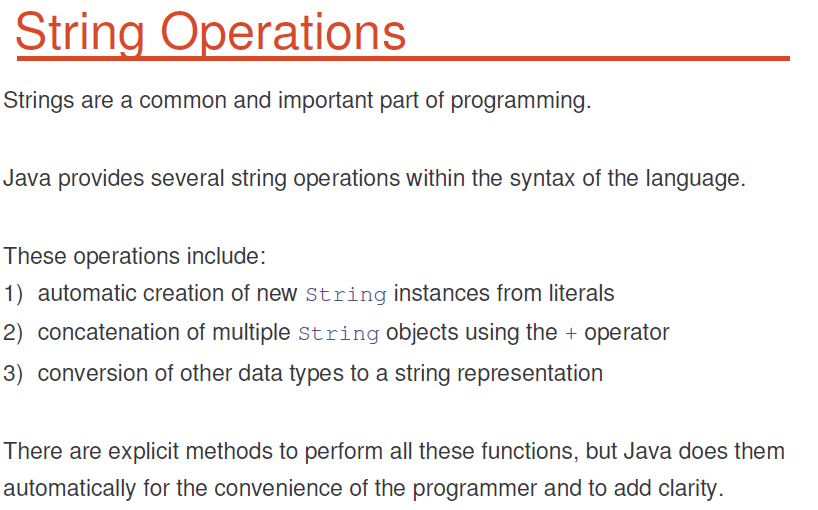 String Operations
Strings are a common and important part of programming.
Java provides several string operations within the syntax of the language.
These operations include:
1) automatic creation of new String instances from literals
2) concatenation of multiple String objects using the + operator
3) conversion of other data types to a string representation
There are explicit methods to perform all these functions, but Java does them
automatically for the convenience of the programmer and to add clarity.